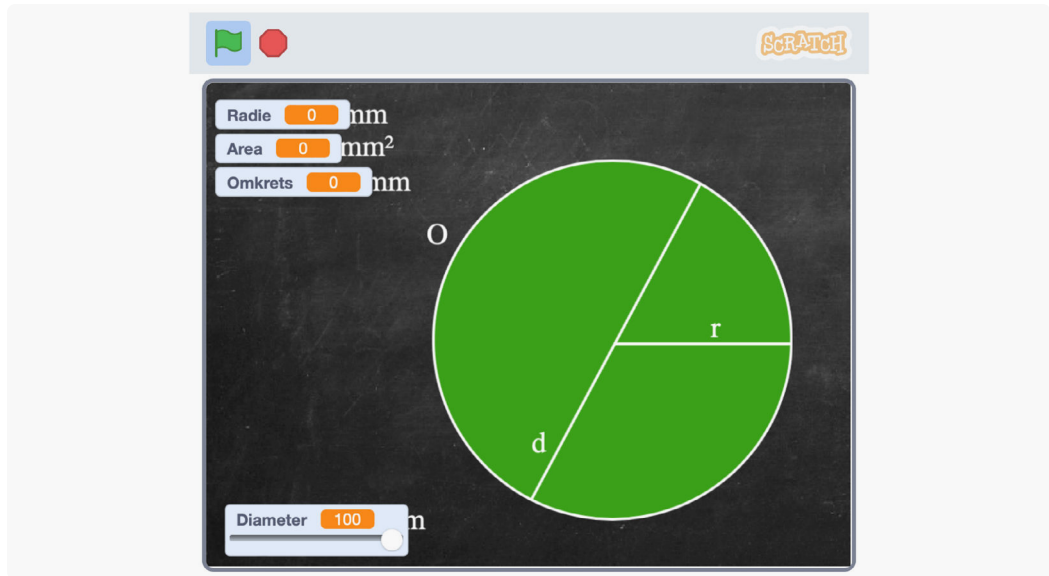 SCRATCH
Radie 0 mm
Area 0 mm²
Omkrets 0 mm
O
r
d
Diameter 100 m